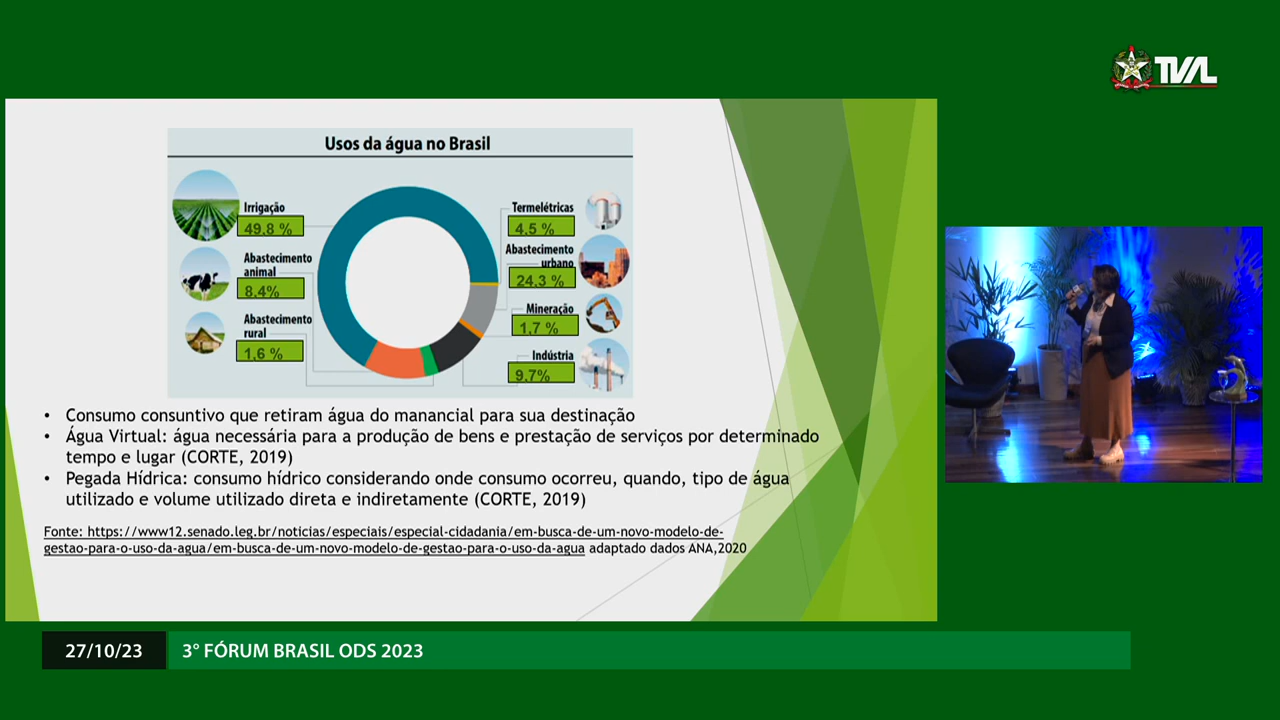 TVAL
Usos da água no Brasil
Irrigação
49.8 %
Abastecimento
animal
8.4%
Abastecimento
rural
1,6 %
Termelétricas
4.5 %
Abastecimento
urbano
24.3 %
Mineração
1,7 %
Indústria
9.7%
• Consumo consuntivo que retiram água do manancial para sua destinação
• Água Virtual: água necessária para a produção de bens e prestação de serviços por determinado
tempo e lugar (CORTE, 2019)
• Pegada Hídrica: consumo hídrico considerando onde consumo ocorreu, quando, tipo de água
utilizado e volume utilizado direta e indiretamente (CORTE, 2019)
Fonte: https://www12.senado.leg.br/noticias/especiais/especial-cidadania/em-busca-de-um-novo-modelo-de-
gestao-para-o-uso-da-agua/em-busca-de-um-novo-modelo-de-gestao-para-o-uso-da-agua adaptado dados ANA,2020
27/10/23
3° FÓRUM BRASIL ODS 2023